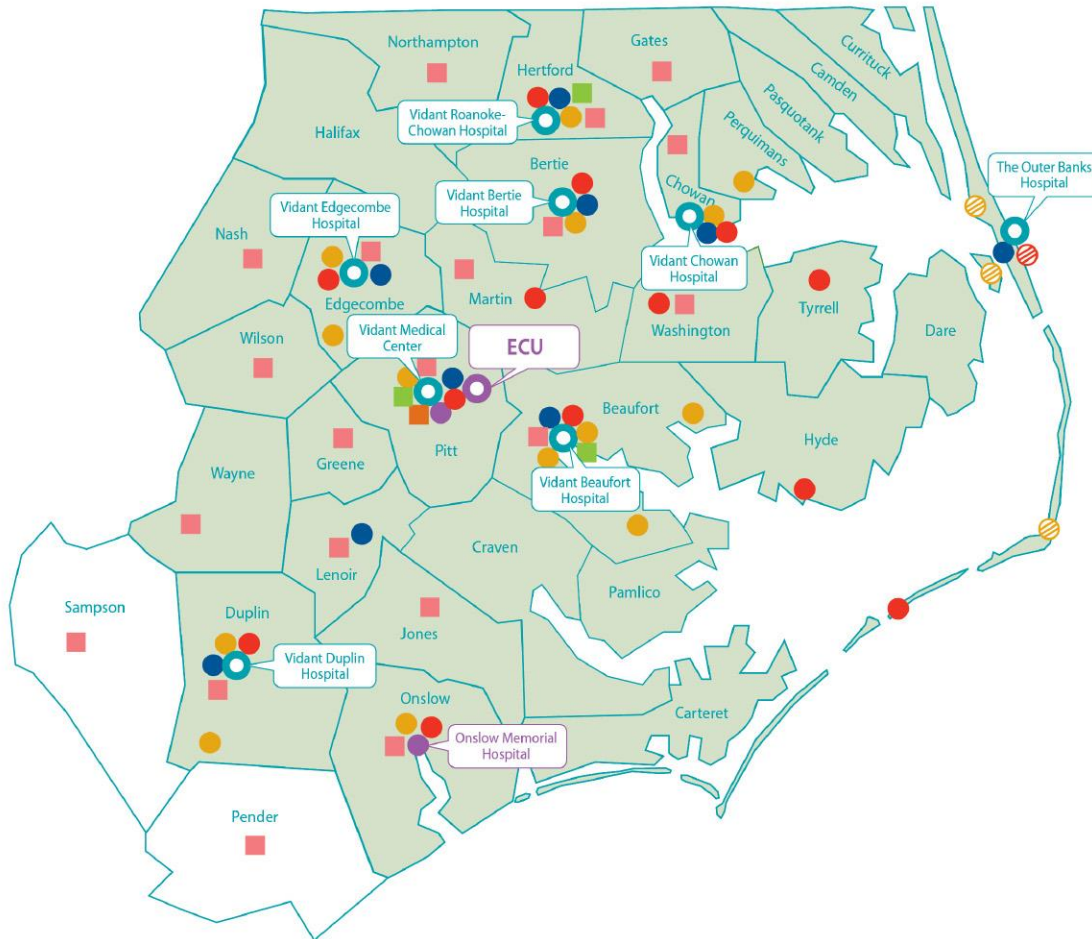 Northampton
Gates
Hertford
Currituck
Camden
Pasquotank
Perquimans
Vidant Roanoke-
Chowan Hospital
Halifax
Bertie
Vidant Bertie
Hospital
Chowan
The Outer Banks
Hospital
Vidant Edgecombe
Hospital
Nash
Vidant Chowan
Hospital
Edgecombe
Martin
Washington
Tyrrell
Dare
Wilson
Vidant Medical
Center
ECU
Beaufort
Hyde
Pitt
Greene
Wayne
Vidant Beaufort
Hospital
Craven
Lenoir
Pamlico
Sampson
Duplin
Jones
Vidant Duplin
Hospital
Onslow
Carteret
Onslow Memorial
Hospital
Pender